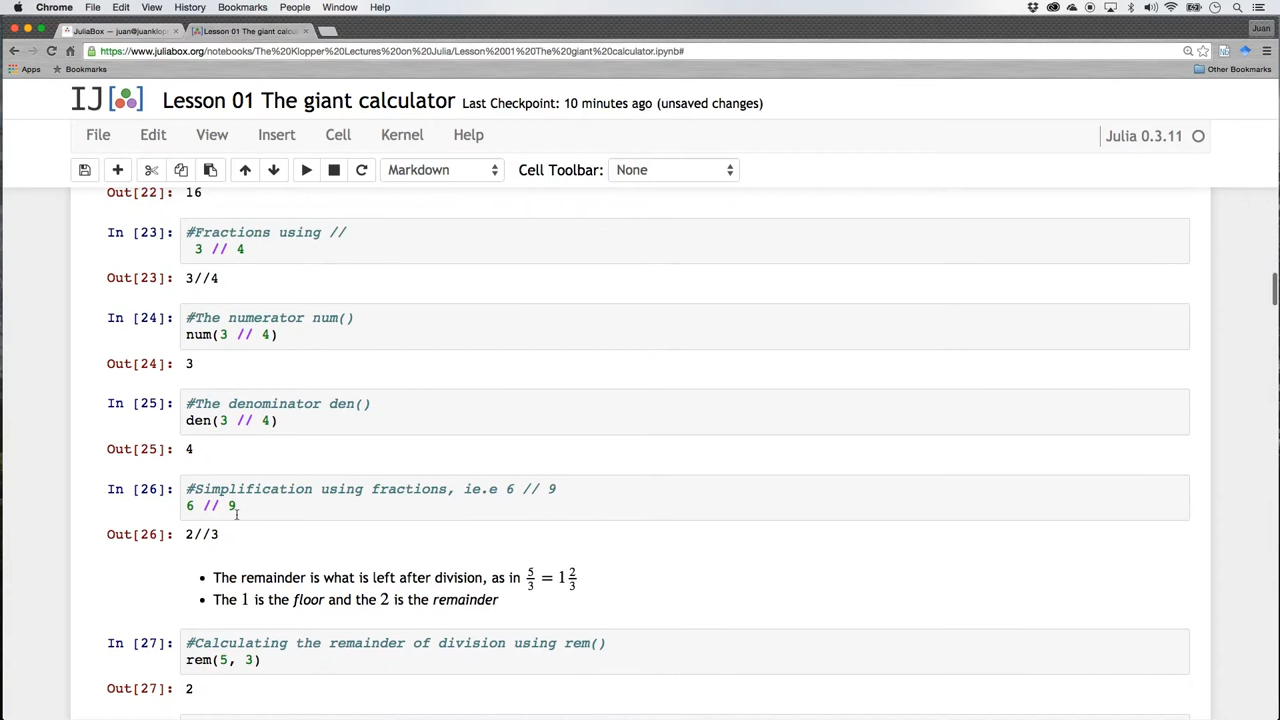 Chrome File Edit View History Bookmarks People Window Help
JuliaBox — juan@juanklop Lesson 01 The giant calcul Juan
https://www.juliabox.org/notebooks/The%20Klopper%20Lectures%20on%20Julia/Lesson%2001%20The%20giant%20calculator.ipynb#
Apps Bookmarks Other Bookmarks
IJ Lesson 01 The giant calculator Last Checkpoint: 10 minutes ago (unsaved changes)
File Edit View Insert Cell Kernel Help Julia 0.3.11
Markdown Cell Toolbar: None
Out[22]: 16
In [23]: #Fractions using //
3 // 4
Out[23]: 3//4
In [24]: #The numerator num()
num(3 // 4)
Out[24]: 3
In [25]: #The denominator den()
den(3 // 4)
Out[25]: 4
In [26]: #Simplification using fractions, ie.e 6 // 9
6 // 9
Out[26]: 2//3
• The remainder is what is left after division, as in 5/3 = 1 2/3
• The 1 is the floor and the 2 is the remainder
In [27]: #Calculating the remainder of division using rem()
rem(5, 3)
Out[27]: 2